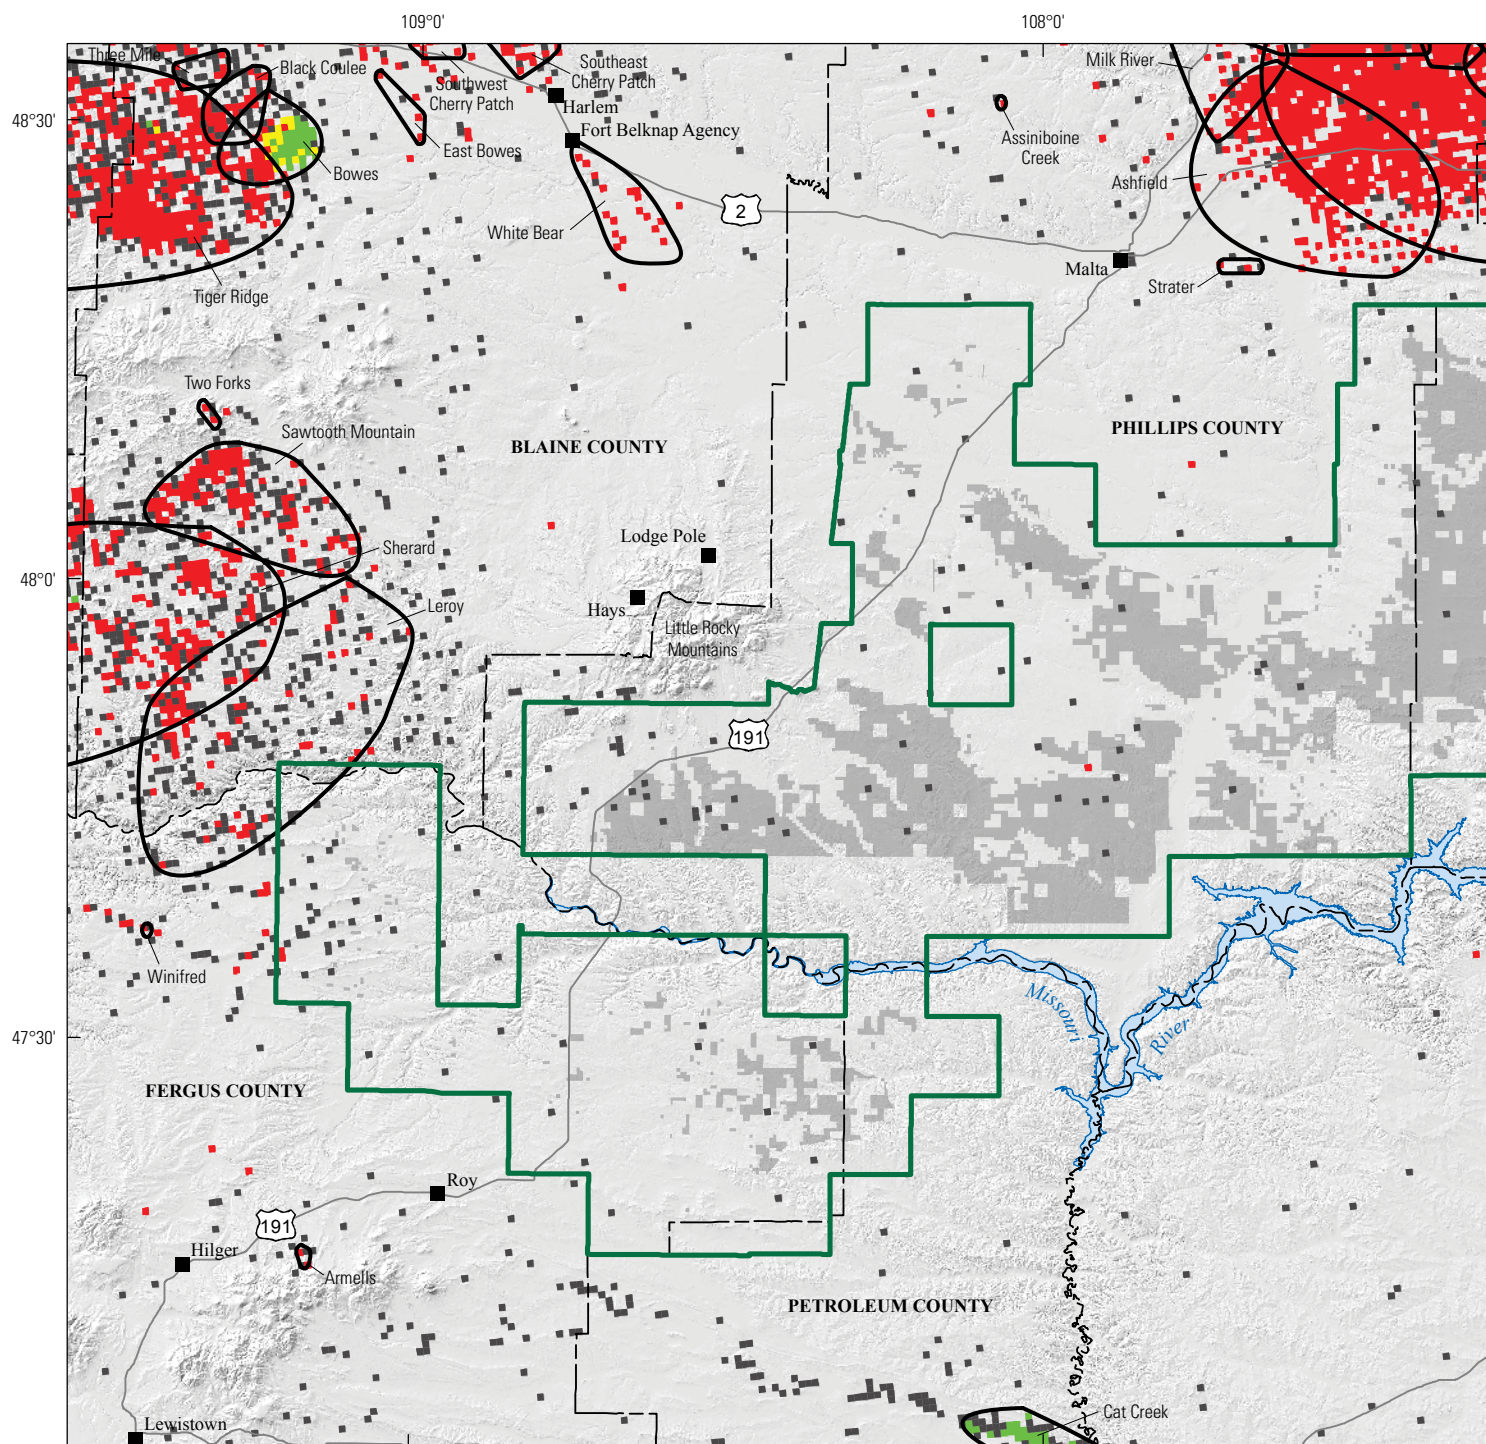 109°0'
108°0'
Three Mile
Black Coulee
Southwest
Cherry Patch
Southeast
Cherry Patch
Milk River
Harlem
48°30'
Fort Belknap Agency
Assiniboine
Creek
East Bowes
Bowes
Ashfield
2
White Bear
Malta
Strater
Tiger Ridge
Two Forks
Sawtooth Mountain
BLAINE COUNTY
PHILLIPS COUNTY
Lodge Pole
Sherard
48°0'
Hays
Leroy
Little Rocky
Mountains
191
Winifred
Missouri
River
47°30'
FERGUS COUNTY
Roy
191
Hilger
Armells
PETROLEUM COUNTY
Cat Creek
Lewistown